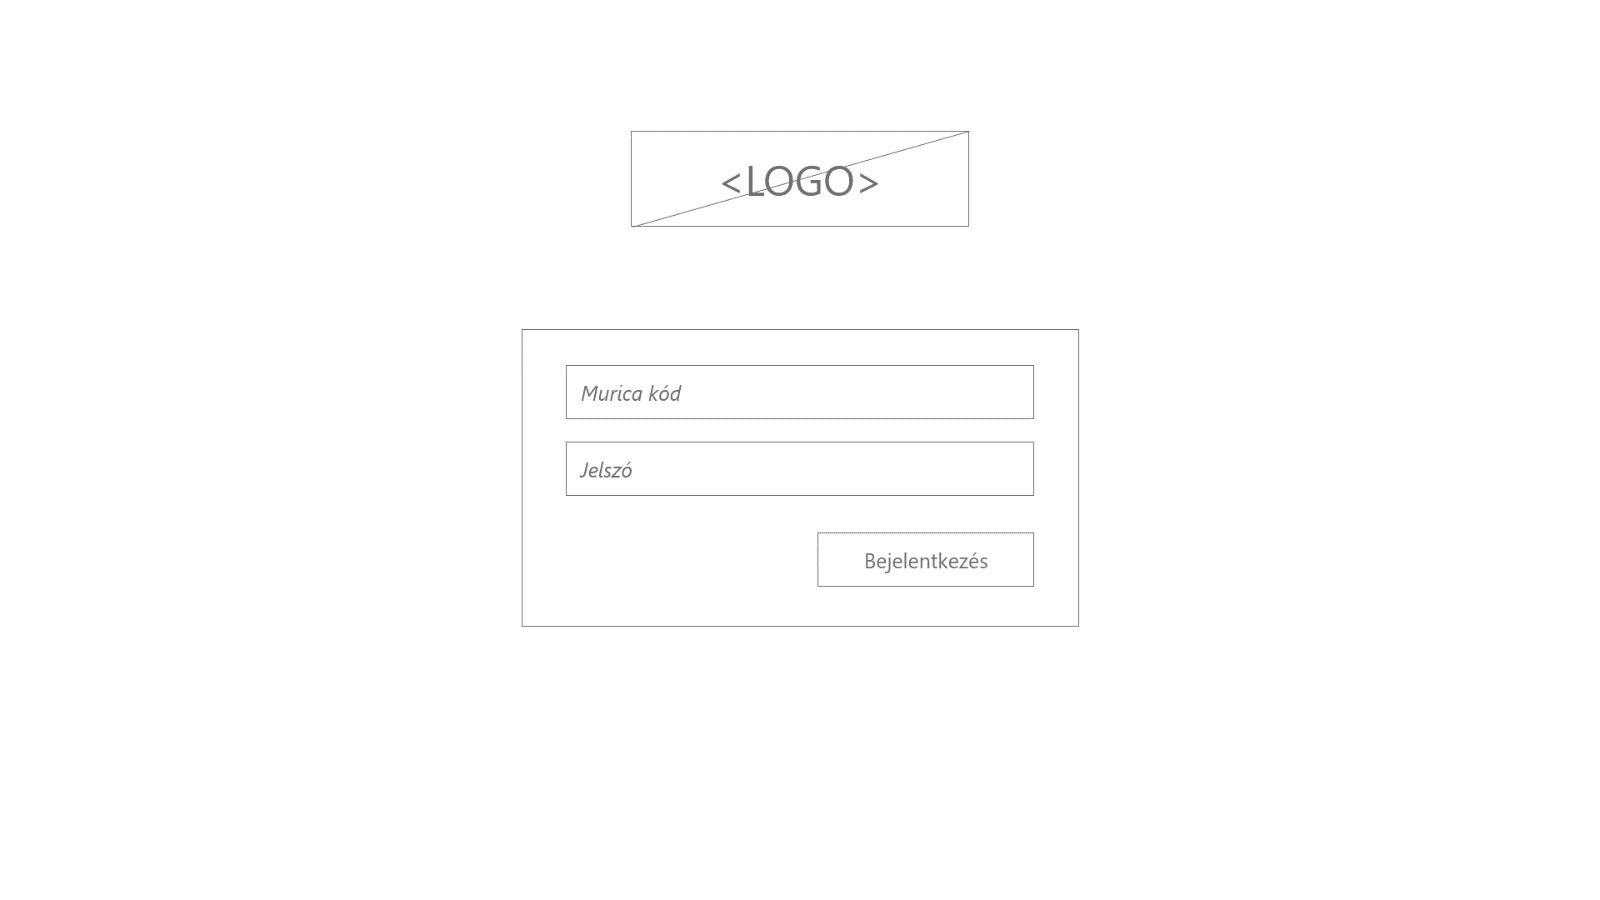 <LOGO>
Murica kód
Jelszó
Bejelentkezés